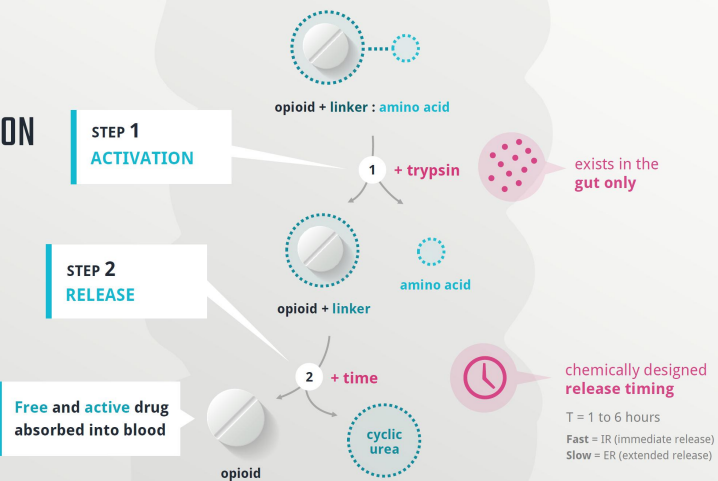 opioid + linker : amino acid
ON
STEP 1
ACTIVATION
1
+ trypsin
exists in the
gut only
STEP 2
RELEASE
amino acid
opioid + linker
2
+ time
chemically designed
release timing
T = 1 to 6 hours
Fast = IR (immediate release)
Slow = ER (extended release)
Free and active drug
absorbed into blood
cyclic
urea
opioid